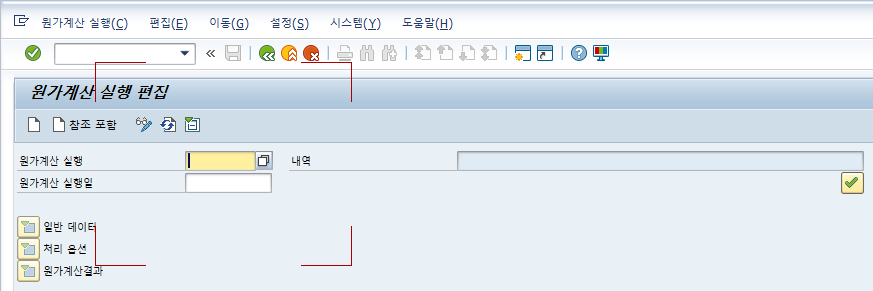 원가계산 실행(C) 편집(E) 이동(G) 설정(S) 시스템(Y) 도움말(H)
원가계산 실행 편집
참조 포함
원가계산 실행 내역
원가계산 실행일
일반 데이터
처리 옵션
원가계산결과